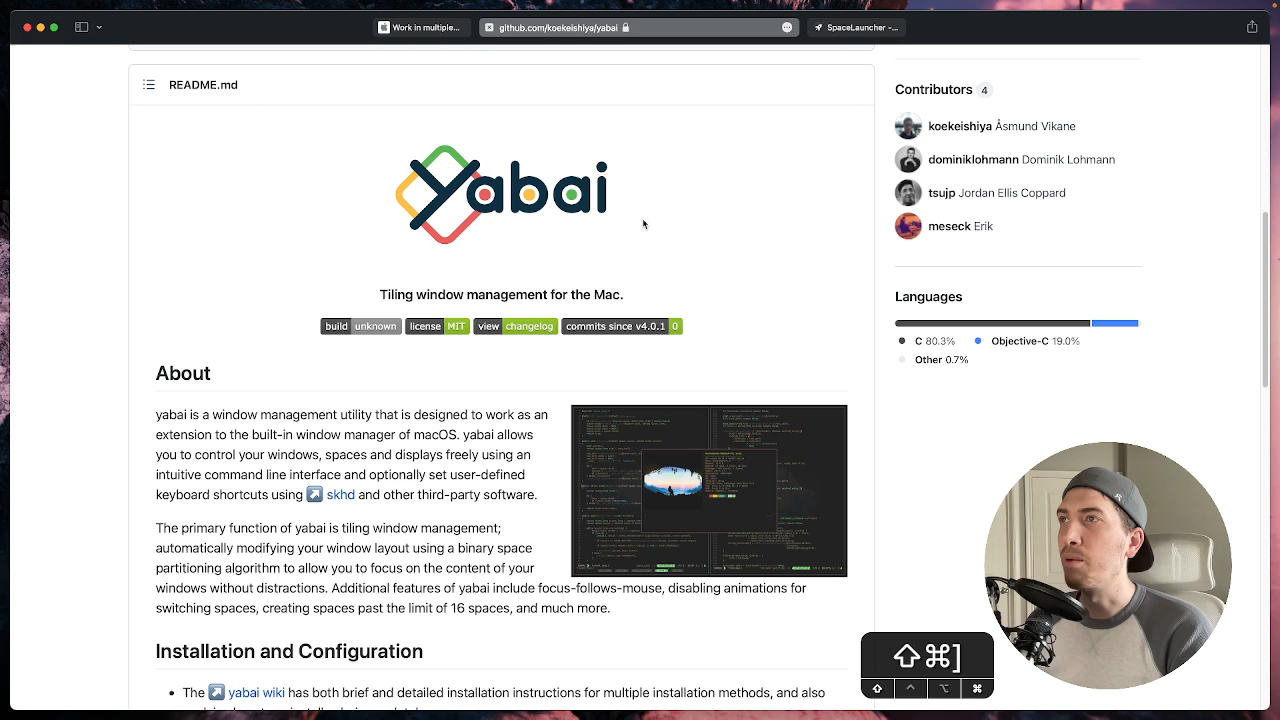 Work in multiple...
github.com/koekeishiya/yabai
SpaceLauncher –...
README.md
yabai
Tiling window management for the Mac.
build unknown
license MIT
view changelog
commits since v4.0.1 0
About
yabai is a window management utility that is designed to work as an
extension to the built-in window manager of macOS. yabai allows
you to control your windows, spaces and displays freely using an
intuitive command line interface and optionally set user-defined
keyboard shortcuts using ↗ skhd and other third-party software.
The primary function of yabai is tiling window management;
automatically modifying your window layout using a binary space
partitioning algorithm to allow you to focus on the content of your
windows without distractions. Additional features of yabai include focus-follows-mouse, disabling animations for
switching spaces, creating spaces past the limit of 16 spaces, and much more.
Installation and Configuration
• The ↗ yabai wiki has both brief and detailed installation instructions for multiple installation methods, and also
Contributors 4
koekeishiya Åsmund Vikane
dominiklohmann Dominik Lohmann
tsujp Jordan Ellis Coppard
meseck Erik
Languages
C 80.3%
Objective-C 19.0%
Other 0.7%
⇧⌘]
⇧ ⌃ ⌥ ⌘